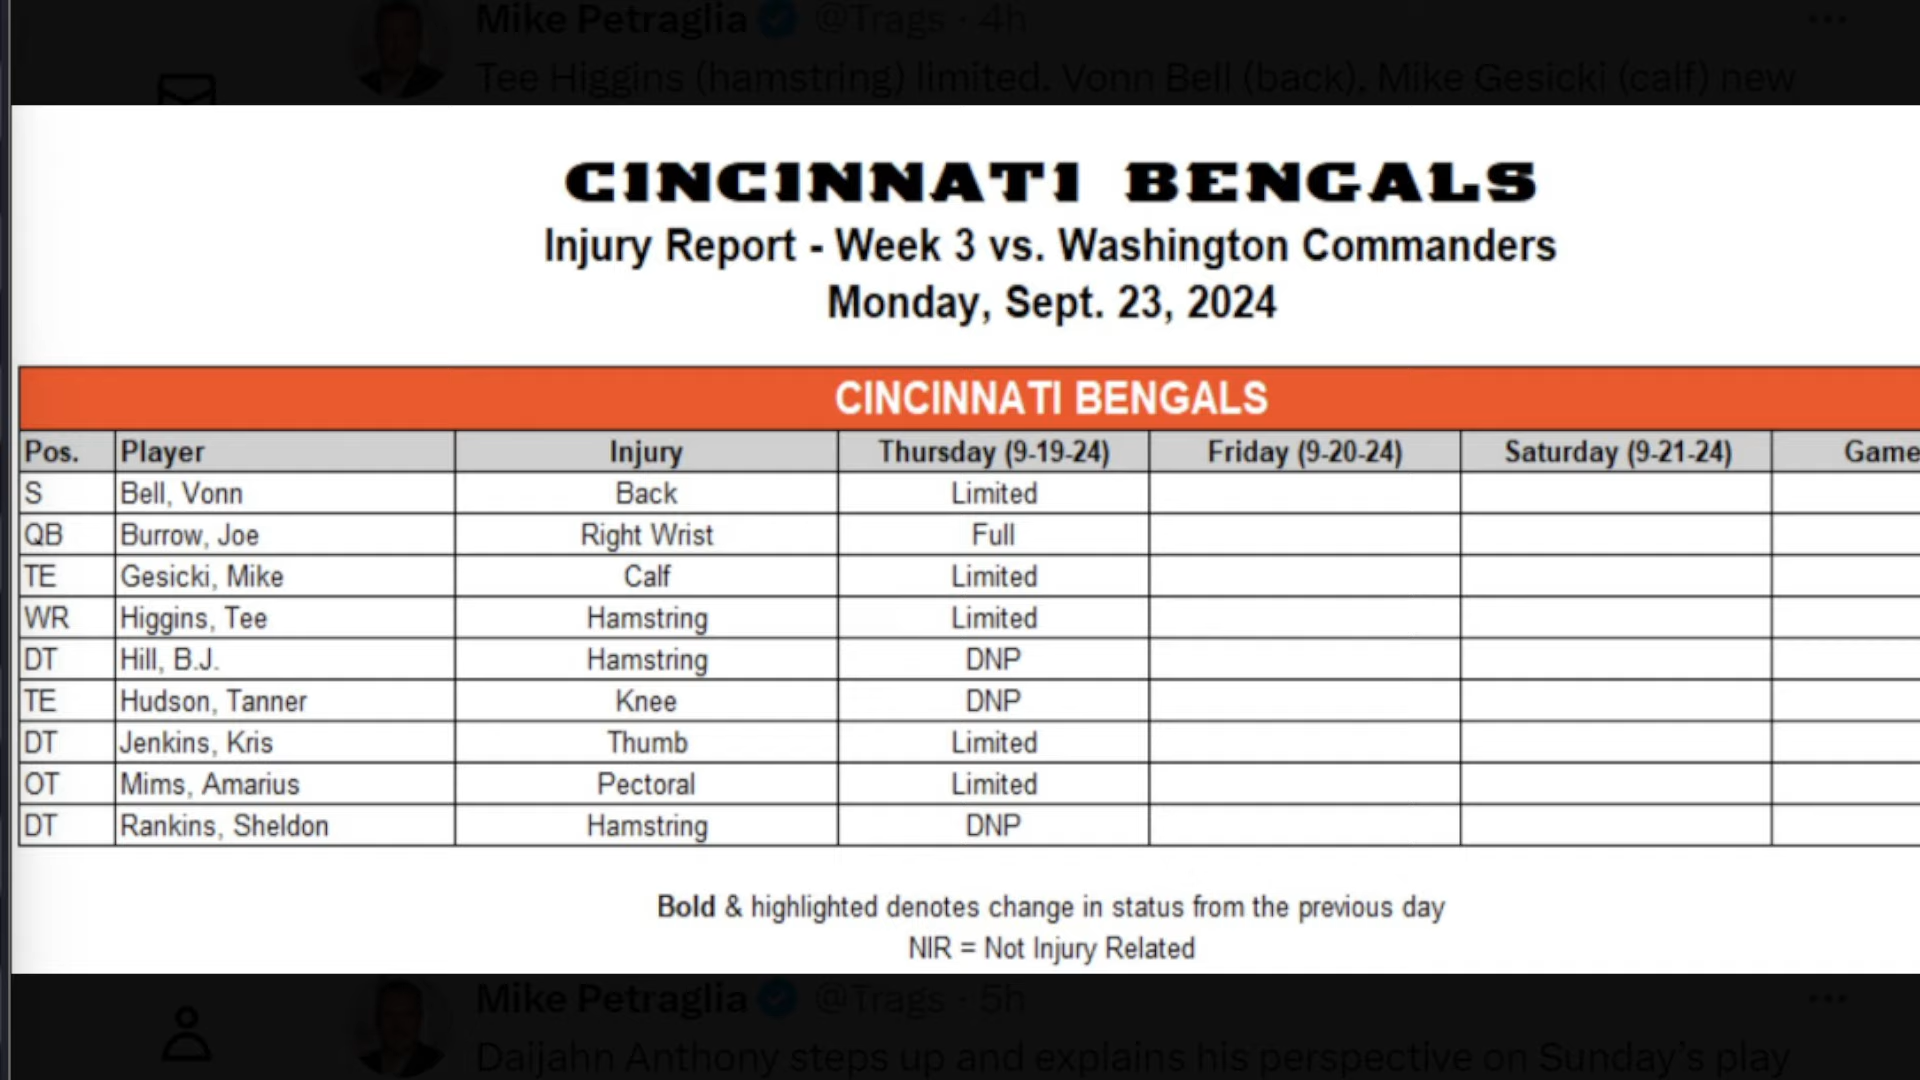 Mike Petraglia @Trags · 4h
Tee Higgins (hamstring) limited. Vonn Bell (back), Mike Gesicki (calf) new
CINCINNATI BENGALS
Injury Report - Week 3 vs. Washington Commanders
Monday, Sept. 23, 2024
CINCINNATI BENGALS
Pos. Player Injury Thursday (9-19-24) Friday (9-20-24) Saturday (9-21-24) Game
S Bell, Vonn Back Limited
QB Burrow, Joe Right Wrist Full
TE Gesicki, Mike Calf Limited
WR Higgins, Tee Hamstring Limited
DT Hill, B.J. Hamstring DNP
TE Hudson, Tanner Knee DNP
DT Jenkins, Kris Thumb Limited
OT Mims, Amarius Pectoral Limited
DT Rankins, Sheldon Hamstring DNP
Bold & highlighted denotes change in status from the previous day
NIR = Not Injury Related
Mike Petraglia @Trags · 5h
Daijahn Anthony steps up and explains his perspective on Sunday's play